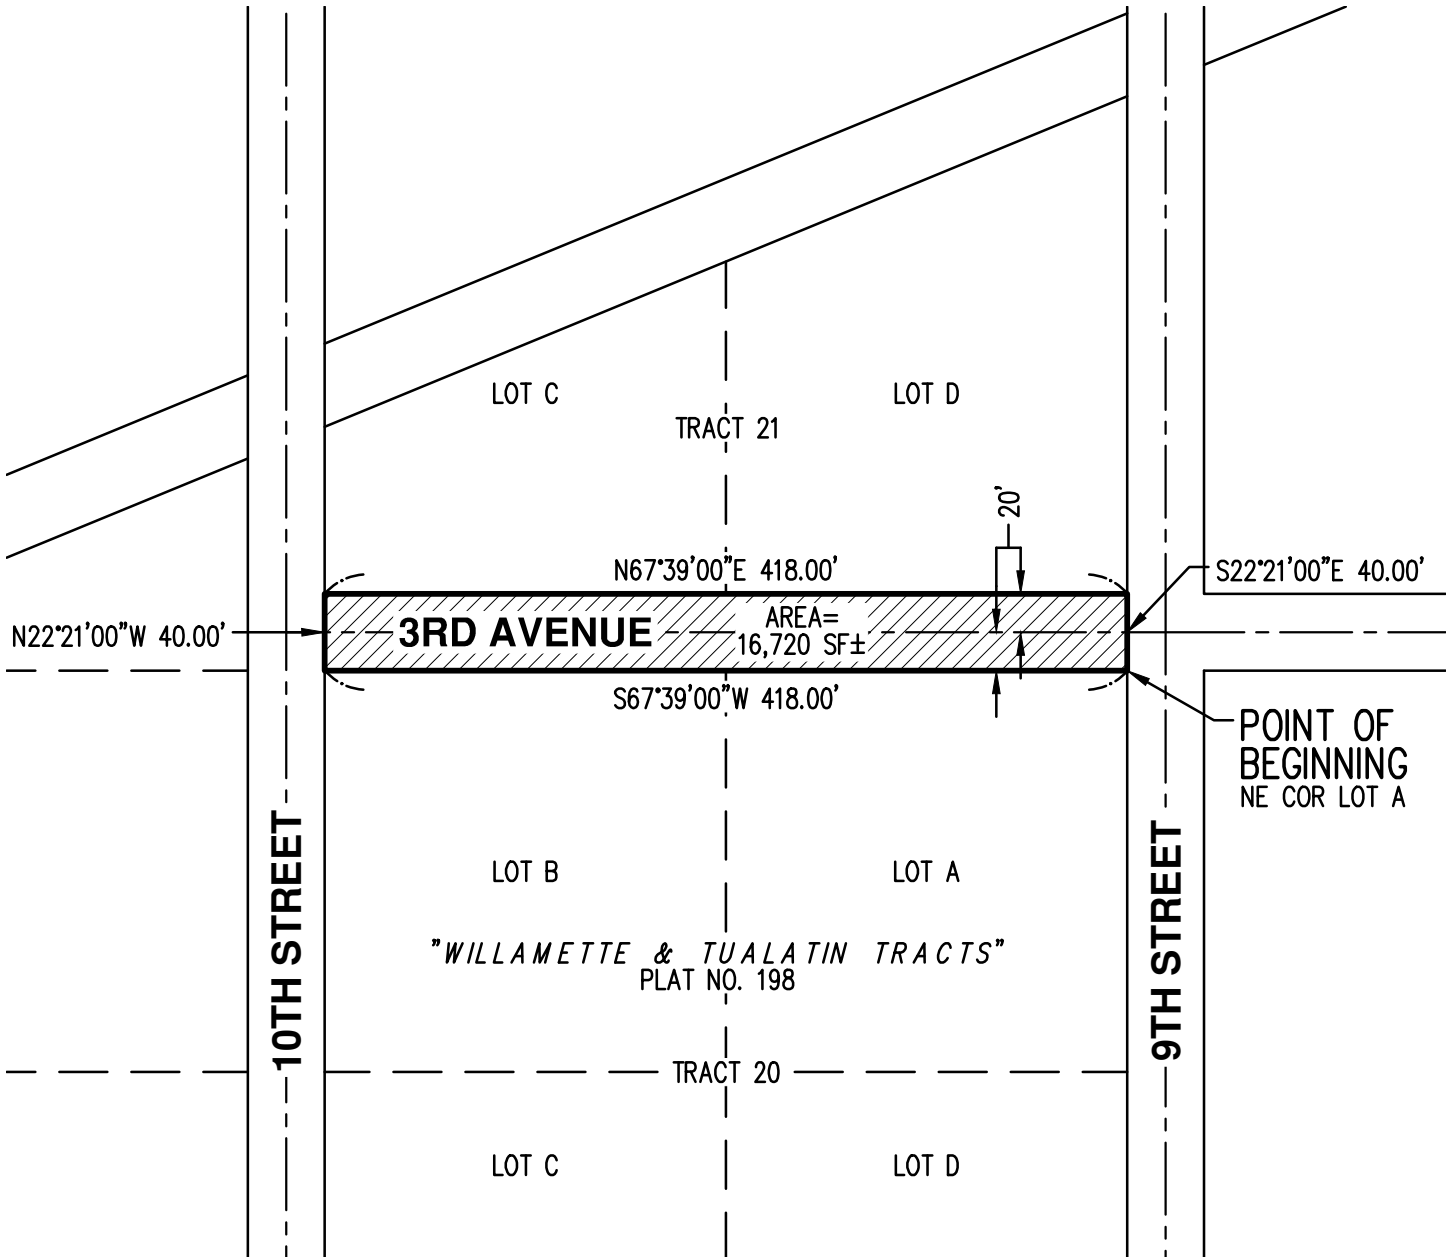 LOT C
LOT D
TRACT 21
20'
N67°39'00"E 418.00'
S22°21'00"E 40.00'
N22°21'00"W 40.00'
3RD AVENUE
AREA=
16,720 SF±
S67°39'00"W 418.00'
POINT OF
BEGINNING
NE COR LOT A
10TH STREET
9TH STREET
LOT B
LOT A
"WILLAMETTE & TUALATIN TRACTS"
PLAT NO. 198
TRACT 20
LOT C
LOT D